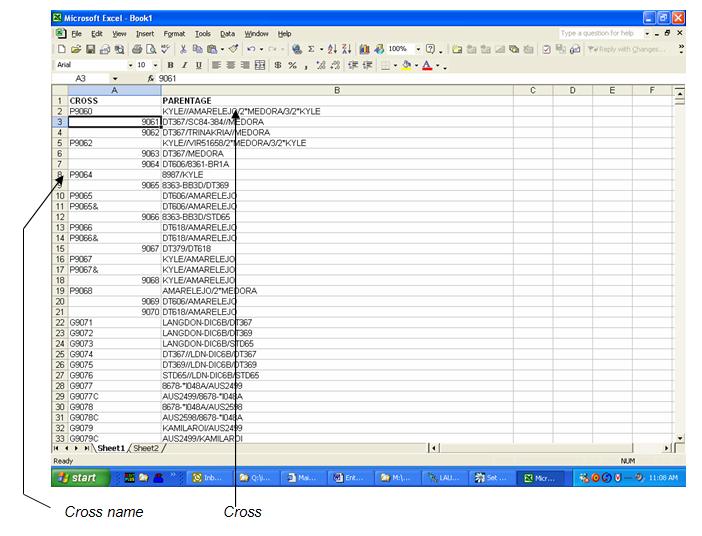 Microsoft Excel - Book1
File Edit View Insert Format Tools Data Window Help Type a question for help
100% Reply with Changes...
Arial 10 B I U $ % ,
A3 fx 9061
A B C D E F
1 CROSS PARENTAGE
2 P9060 KYLE//AMARELEJO/2*MEDORA/3/2*KYLE
3 9061 DT367/SC84-384//MEDORA
4 9062 DT367/TRINAKRIA//MEDORA
5 P9062 KYLE//VIR51658/2*MEDORA/3/2*KYLE
6 9063 DT367/MEDORA
7 9064 DT606/8361-BR1A
8 P9064 8987/KYLE
9 9065 8363-BB3D/DT369
10 P9065 DT606/AMARELEJO
11 P9065& DT606/AMARELEJO
12 9066 8363-BB3D/STD65
13 P9066 DT618/AMARELEJO
14 P9066& DT618/AMARELEJO
15 9067 DT379/DT618
16 P9067 KYLE/AMARELEJO
17 P9067& KYLE/AMARELEJO
18 9068 KYLE/AMARELEJO
19 P9068 AMARELEJO/2*MEDORA
20 9069 DT606/AMARELEJO
21 9070 DT618/AMARELEJO
22 G9071 LANGDON-DIC6B/DT367
23 G9072 LANGDON-DIC6B/DT369
24 G9073 LANGDON-DIC6B/STD65
25 G9074 DT367//LDN-DIC6B/DT367
26 G9075 DT369//LDN-DIC6B/DT369
27 G9076 STD65//LDN-DIC6B/STD65
28 G9077 8678-*I048A/AUS2499
29 G9077C AUS2499/8678-*I048A
30 G9078 8678-*I048A/AUS2598
31 G9078C AUS2598/8678-*I048A
32 G9079 KAMILAROI/AUS2499
33 G9079C AUS2499/KAMILAROI
Sheet1 Sheet2
Ready NUM
start Inb... Q:\i... Mai... Ent... M:\... LAU... Set ... Micr... 11:08 AM
Cross name Cross